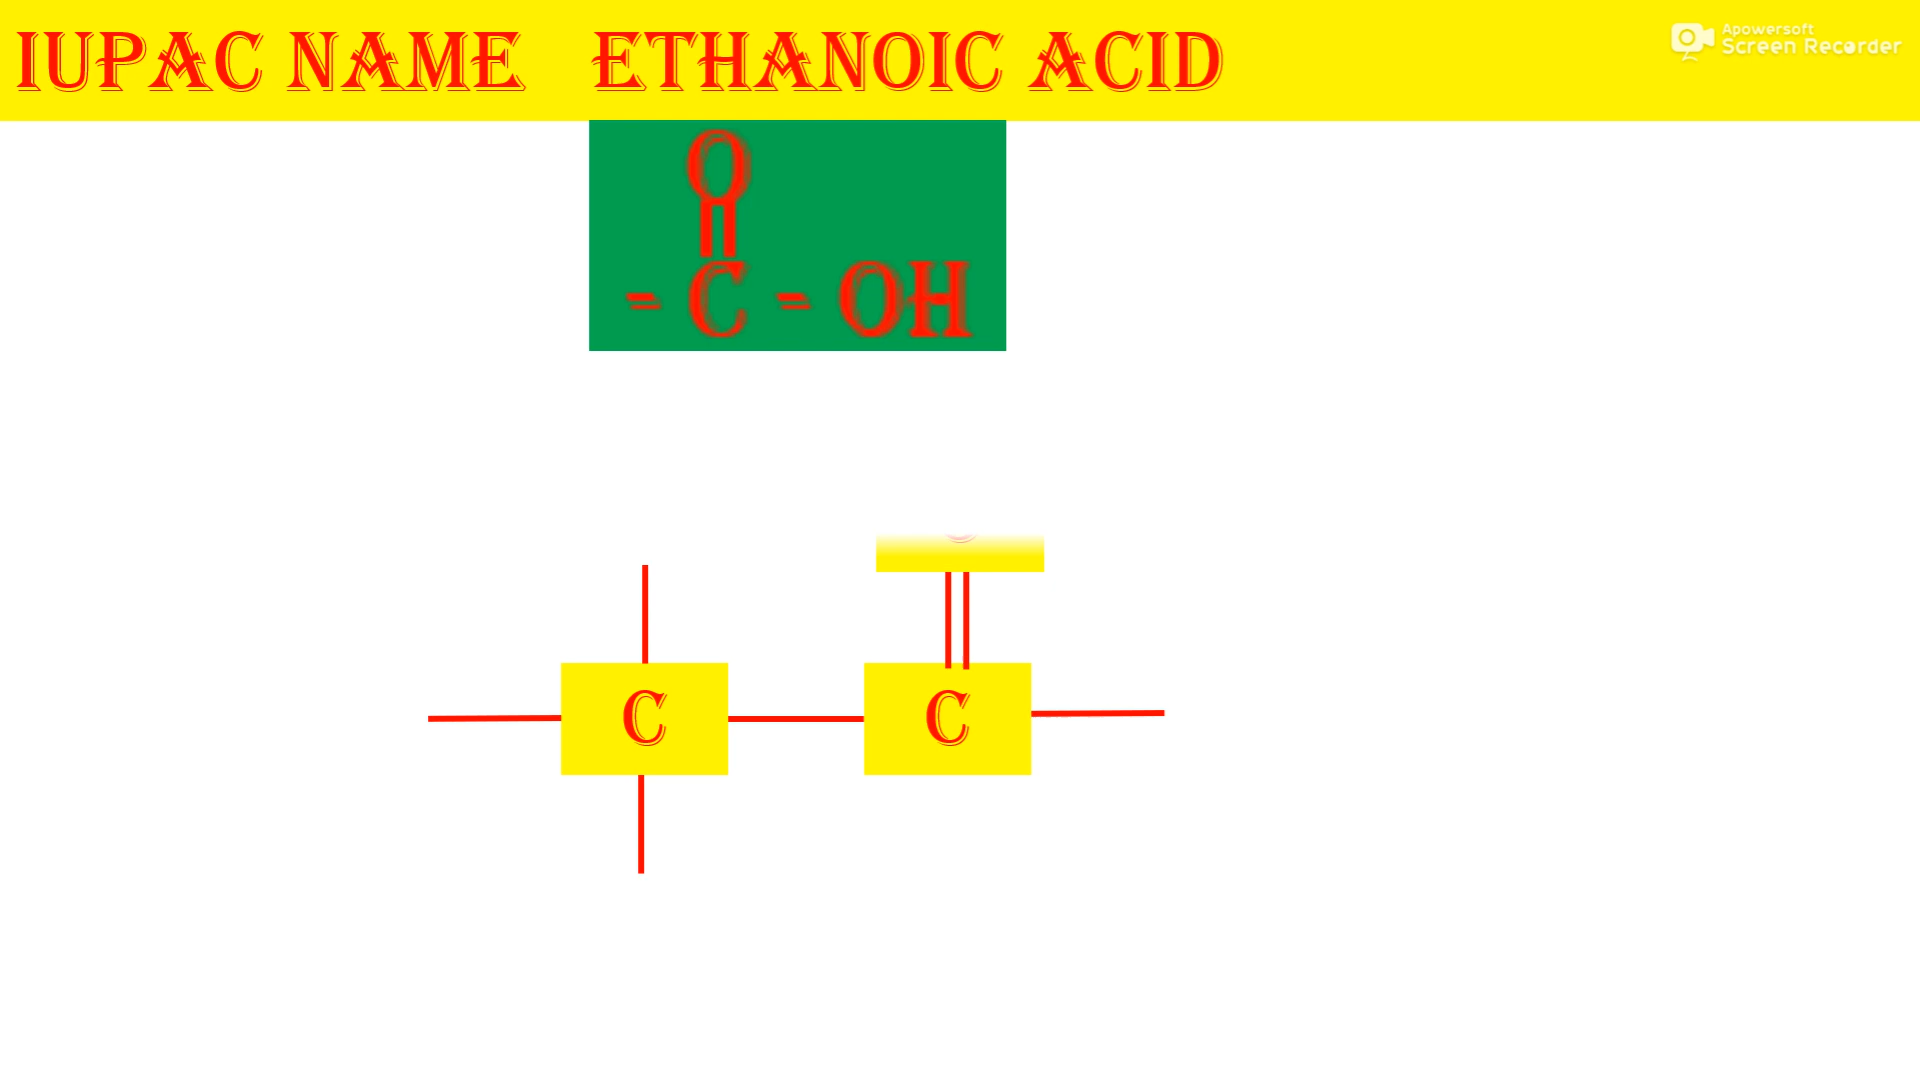 IUPAC NAME ETHANOIC ACID
Apowersoft
Screen Recorder
O
= C = OH
C C